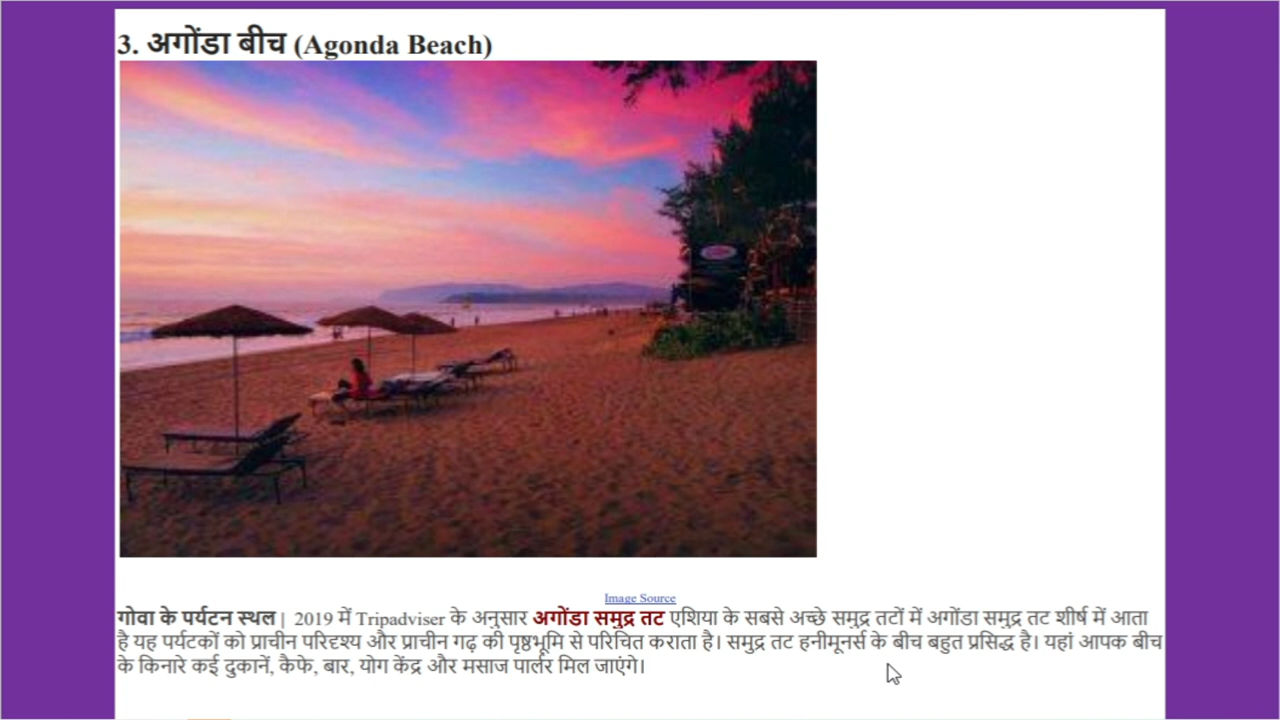 3. अगोंडा बीच (Agonda Beach)
Image Source
गोवा के पर्यटन स्थल | 2019 में Tripadviser के अनुसार अगोंडा समुद्र तट एशिया के सबसे अच्छे समुद्र तटों में अगोंडा समुद्र तट शीर्ष में आता
है यह पर्यटकों को प्राचीन परिदृश्य और प्राचीन गढ़ की पृष्ठभूमि से परिचित कराता है। समुद्र तट हनीमूनर्स के बीच बहुत प्रसिद्ध है। यहां आपक बीच
के किनारे कई दुकानें, कैफे, बार, योग केंद्र और मसाज पार्लर मिल जाएंगे।